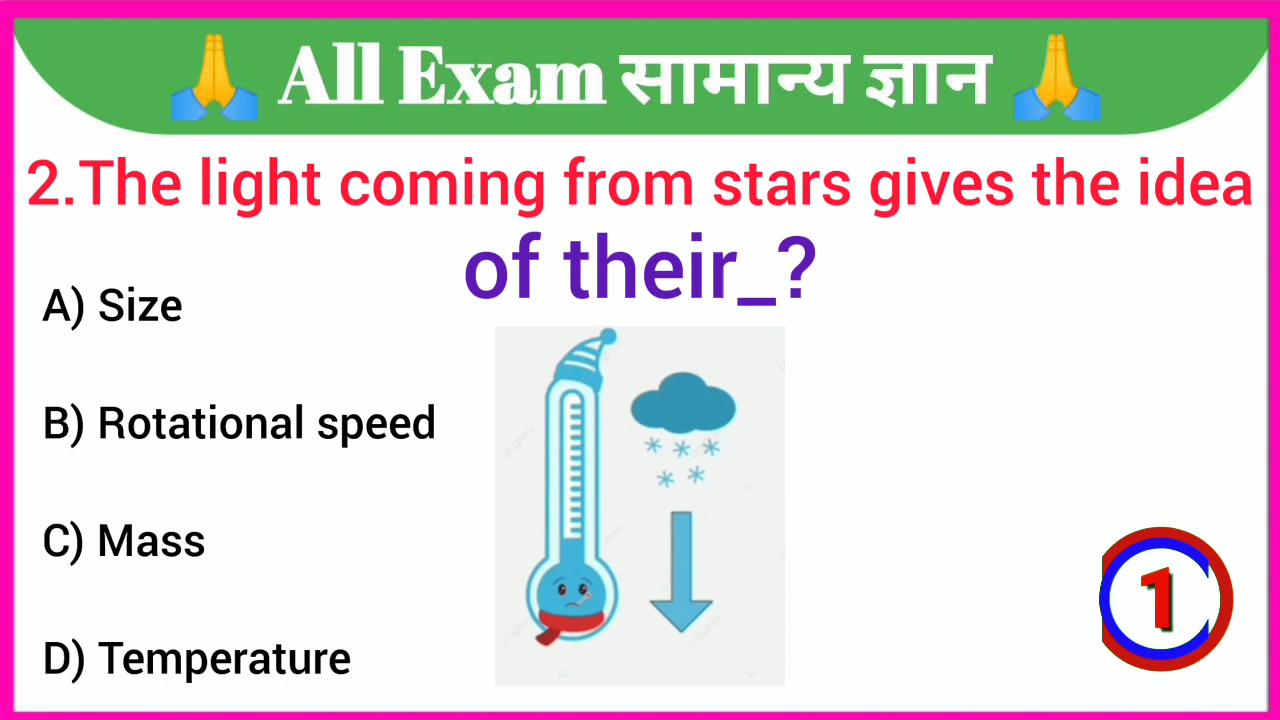 🙏 All Exam सामान्य ज्ञान 🙏
2.The light coming from stars gives the idea
of their_?
A) Size
B) Rotational speed
C) Mass
D) Temperature
1